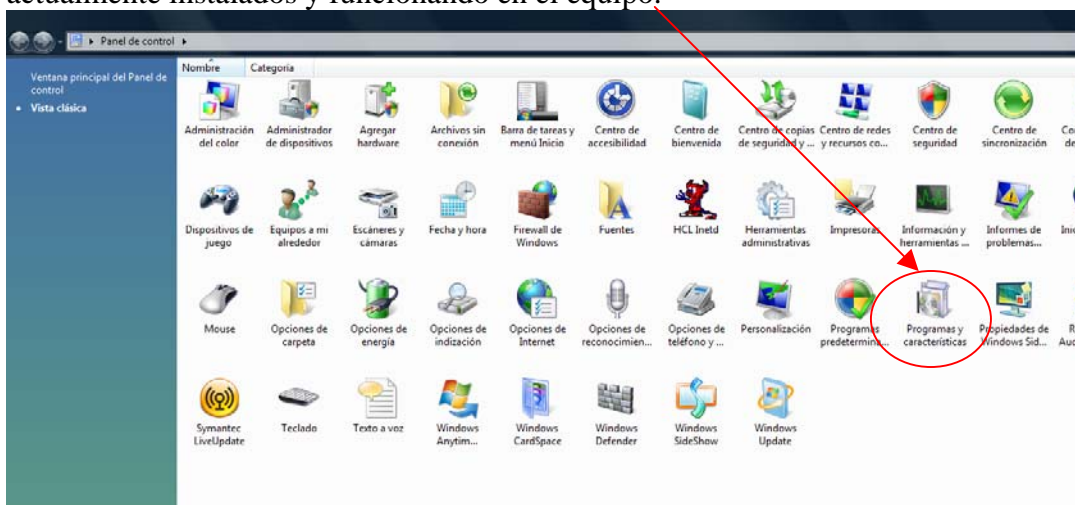 actualmente instalados y funcionando en el equipo.
Panel de control
Ventana principal del Panel de
control
Vista clásica
Nombre Categoría
Administración
del color
Administrador
de dispositivos
Agregar
hardware
Archivos sin
conexión
Barra de tareas y
menú Inicio
Centro de
accesibilidad
Centro de
bienvenida
Centro de copias
de seguridad y ...
Centro de redes
y recursos co...
Centro de
seguridad
Centro de
sincronización
Dispositivos de
juego
Equipos a mi
alrededor
Escáneres y
cámaras
Fecha y hora
Firewall de
Windows
Fuentes
HCL Inetd
Herramientas
administrativas
Impresoras
Información y
herramientas ...
Informes de
problemas...
Mouse
Opciones de
carpeta
Opciones de
energía
Opciones de
indización
Opciones de
Internet
Opciones de
reconocimien...
Opciones de
teléfono y ...
Personalización
Programas
predetermina...
Programas y
características
Propiedades de
Windows Sid...
Symantec
LiveUpdate
Teclado
Texto a voz
Windows
Anytim...
Windows
CardSpace
Windows
Defender
Windows
SideShow
Windows
Update